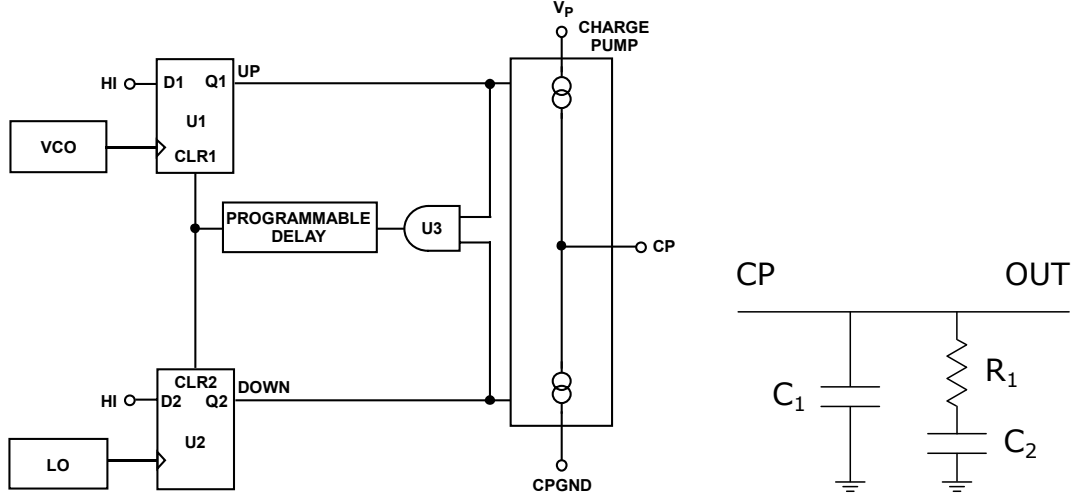 VP
CHARGE
PUMP
UP
HI
D1
Q1
U1
VCO
CLR1
PROGRAMMABLE
DELAY
U3
CP
CP
OUT
R1
C1
C2
CLR2
DOWN
HI
D2
Q2
U2
LO
CPGND